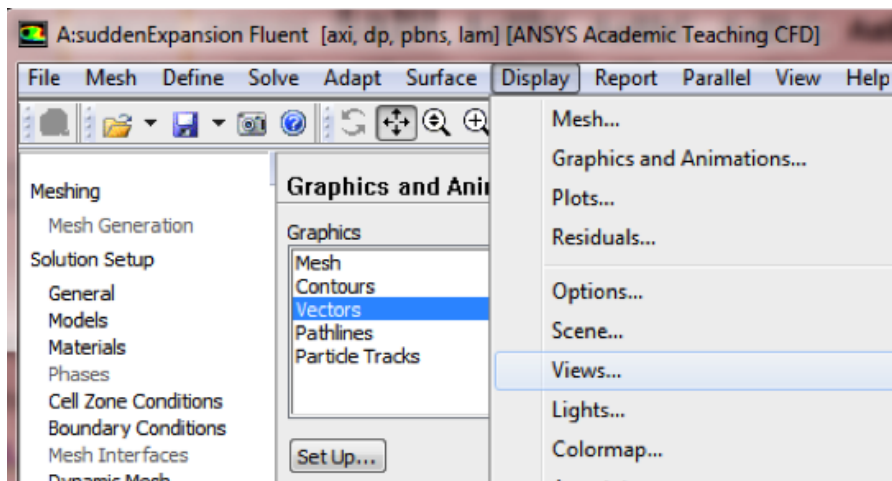 A:suddenExpansion Fluent [axi, dp, pbns, lam] [ANSYS Academic Teaching CFD]
File Mesh Define Solve Adapt Surface Display Report Parallel View Help
Meshing
Mesh Generation
Solution Setup
General
Models
Materials
Phases
Cell Zone Conditions
Boundary Conditions
Mesh Interfaces
Dynamic Mesh
Graphics and Ani
Graphics
Mesh
Contours
Vectors
Pathlines
Particle Tracks
Set Up...
Mesh...
Graphics and Animations...
Plots...
Residuals...
Options...
Scene...
Views...
Lights...
Colormap...